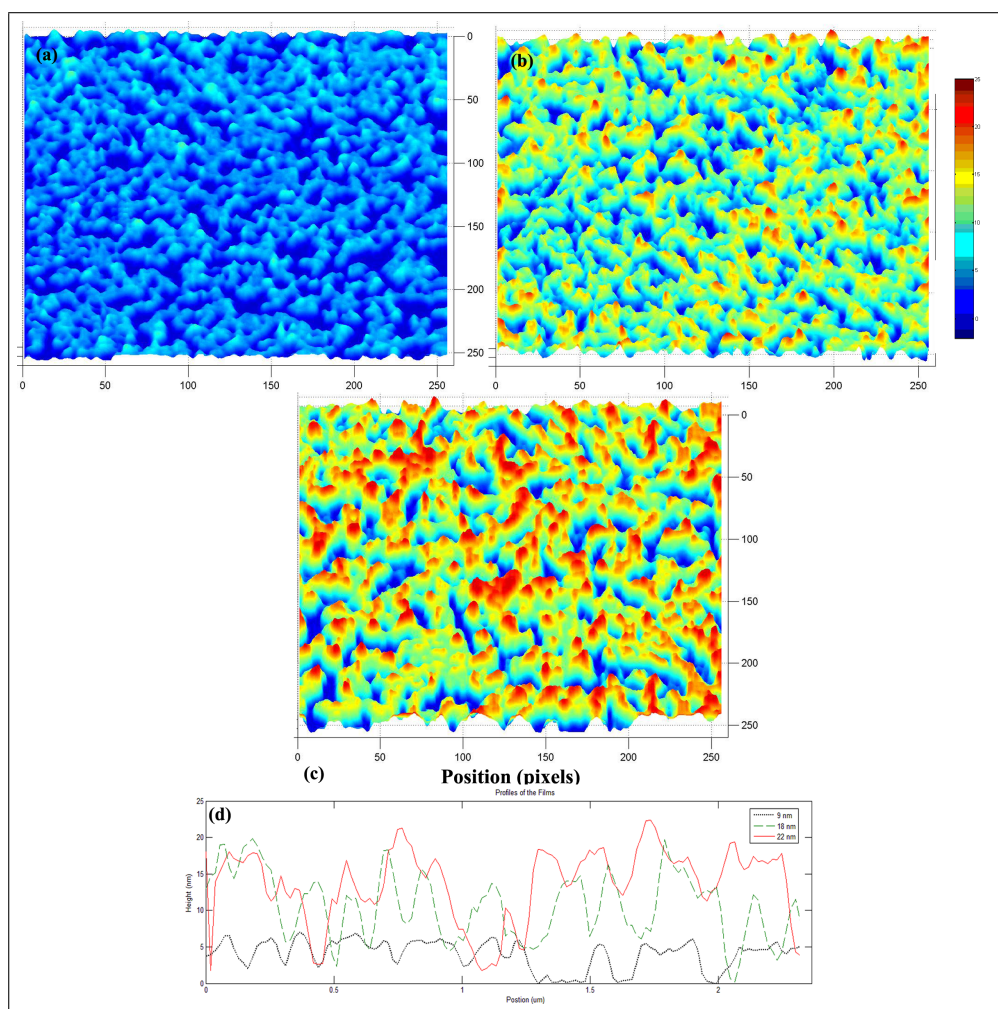 (a)
0
50
100
150
200
250
0 50 100 150 200 250
(b)
0 50 100 150 200 250
25
20
15
10
5
0
0
50
100
150
200
250
0 50 100 150 200 250
(c) Position (pixels)
Profiles of the Films
(d)
25
20
15
10
5
0
Height (nm)
9 nm
18 nm
22 nm
0 0.5 1 1.5 2
Postion (um)